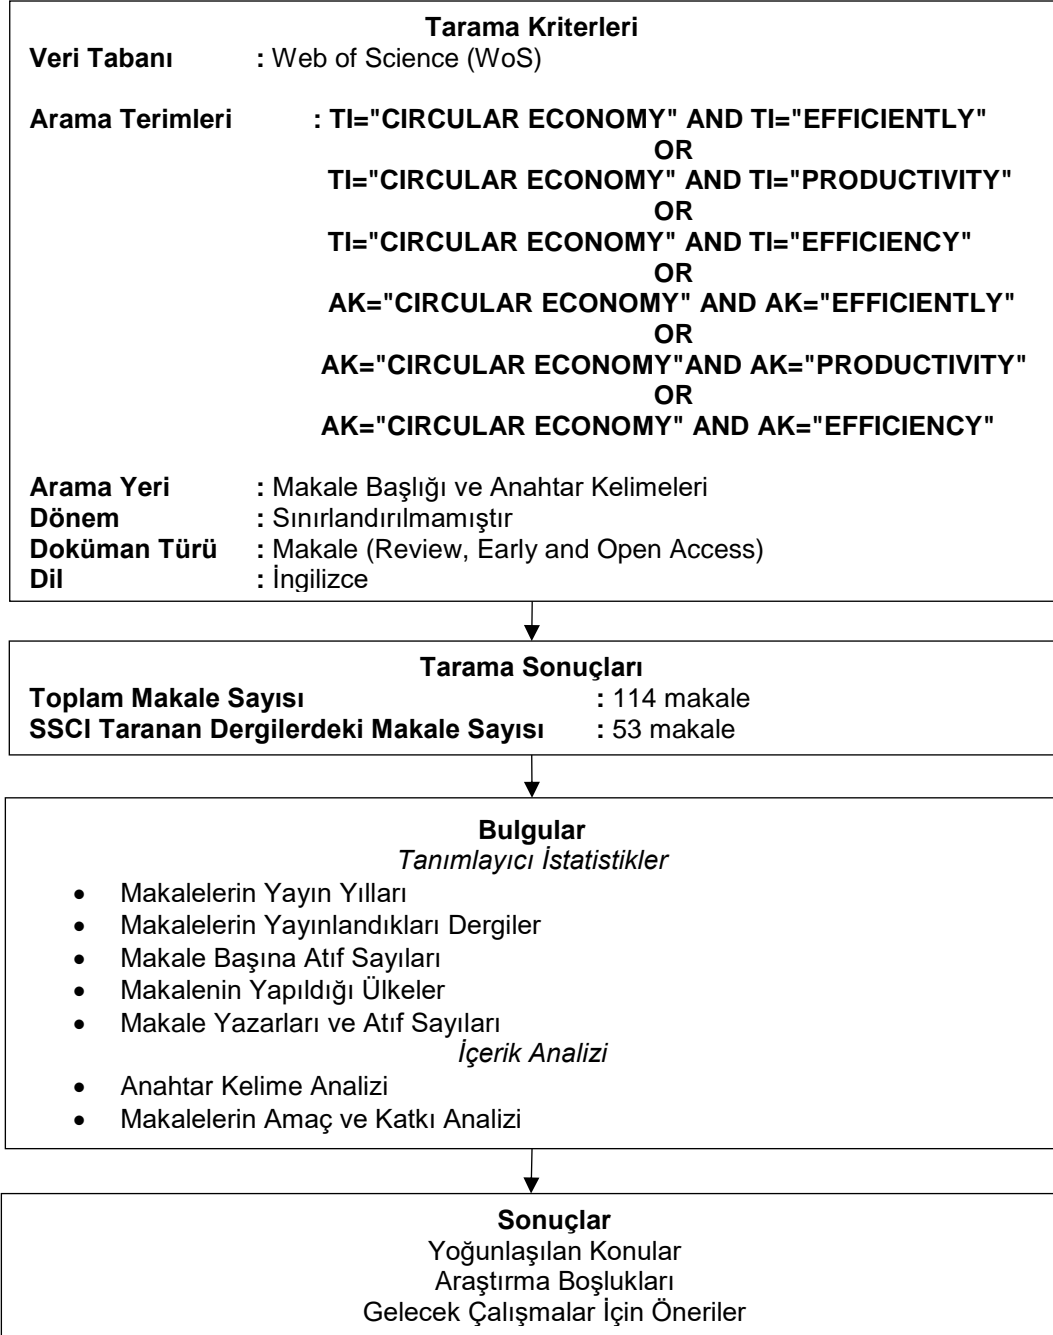 Tarama Kriterleri
Veri Tabanı : Web of Science (WoS)
Arama Terimleri : TI="CIRCULAR ECONOMY" AND TI="EFFICIENTLY"
OR
TI="CIRCULAR ECONOMY" AND TI="PRODUCTIVITY"
OR
TI="CIRCULAR ECONOMY" AND TI="EFFICIENCY"
OR
AK="CIRCULAR ECONOMY" AND AK="EFFICIENTLY"
OR
AK="CIRCULAR ECONOMY"AND AK="PRODUCTIVITY"
OR
AK="CIRCULAR ECONOMY" AND AK="EFFICIENCY"
Arama Yeri : Makale Başlığı ve Anahtar Kelimeleri
Dönem : Sınırlandırılmamıştır
Doküman Türü : Makale (Review, Early and Open Access)
Dil : İngilizce
Tarama Sonuçları
Toplam Makale Sayısı : 114 makale
SSCI Taranan Dergilerdeki Makale Sayısı : 53 makale
Bulgular
Tanımlayıcı İstatistikler
• Makalelerin Yayın Yılları
• Makalelerin Yayınlandıkları Dergiler
• Makale Başına Atıf Sayıları
• Makalenin Yapıldığı Ülkeler
• Makale Yazarları ve Atıf Sayıları
İçerik Analizi
• Anahtar Kelime Analizi
• Makalelerin Amaç ve Katkı Analizi
Sonuçlar
Yoğunlaşılan Konular
Araştırma Boşlukları
Gelecek Çalışmalar İçin Öneriler